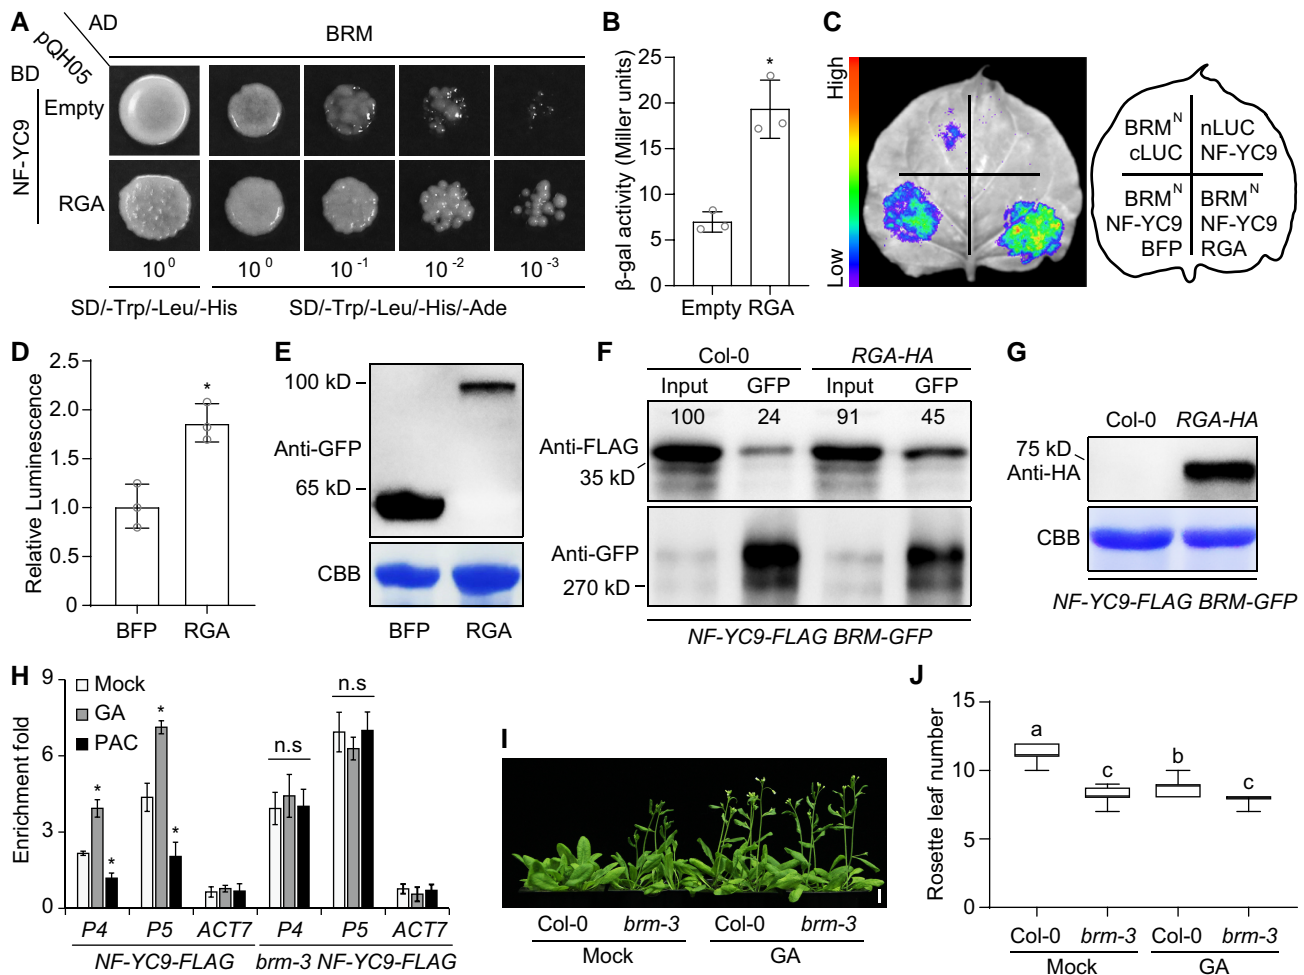 A
AD
pQH05
BRM
BD
NF-YC9
Empty
RGA
10⁰ 10⁰ 10⁻¹ 10⁻² 10⁻³
SD/-Trp/-Leu/-His SD/-Trp/-Leu/-His/-Ade
B
β-gal activity (Miller units)
25
20
15
10
5
0
*
Empty RGA
C
High
Low
BRMᴺ nLUC
cLUC NF-YC9
BRMᴺ BRMᴺ
NF-YC9 NF-YC9
BFP RGA
D
Relative Luminescence
2.5
2.0
1.5
1.0
0.5
0
*
BFP RGA
E
100 kD
Anti-GFP
65 kD
CBB
BFP RGA
F
Col-0 RGA-HA
Input GFP Input GFP
100 24 91 45
Anti-FLAG
35 kD
Anti-GFP
270 kD
NF-YC9-FLAG BRM-GFP
G
Col-0 RGA-HA
75 kD
Anti-HA
CBB
NF-YC9-FLAG BRM-GFP
H
Enrichment fold
9
6
3
0
Mock
GA
PAC
* * * *
n.s n.s
P4 P5 ACT7 P4 P5 ACT7
NF-YC9-FLAG brm-3 NF-YC9-FLAG
I
Col-0 brm-3 Col-0 brm-3
Mock GA
J
Rosette leaf number
15
10
5
0
a c b c
Col-0 brm-3 Col-0 brm-3
Mock GA